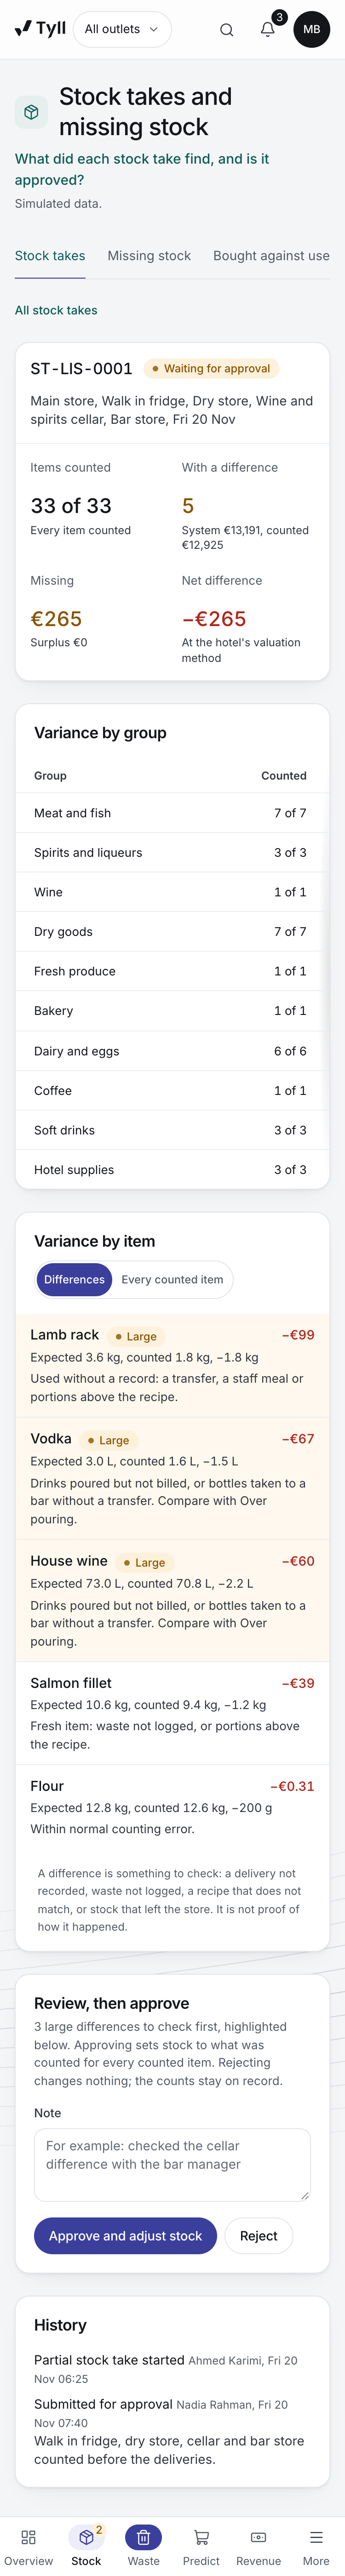 Tyll
All outlets
3
MB
Stock takes and
missing stock
What did each stock take find, and is it
approved?
Simulated data.
Stock takes Missing stock Bought against use
All stock takes
ST-LIS-0001 Waiting for approval
Main store, Walk in fridge, Dry store, Wine and
spirits cellar, Bar store, Fri 20 Nov
Items counted
33 of 33
Every item counted
With a difference
5
System €13,191, counted
€12,925
Missing
€265
Surplus €0
Net difference
−€265
At the hotel's valuation
method
Variance by group
Group Counted
Meat and fish 7 of 7
Spirits and liqueurs 3 of 3
Wine 1 of 1
Dry goods 7 of 7
Fresh produce 1 of 1
Bakery 1 of 1
Dairy and eggs 6 of 6
Coffee 1 of 1
Soft drinks 3 of 3
Hotel supplies 3 of 3
Variance by item
Differences Every counted item
Lamb rack Large −€99
Expected 3.6 kg, counted 1.8 kg, −1.8 kg
Used without a record: a transfer, a staff meal or
portions above the recipe.
Vodka Large −€67
Expected 3.0 L, counted 1.6 L, −1.5 L
Drinks poured but not billed, or bottles taken to a
bar without a transfer. Compare with Over
pouring.
House wine Large −€60
Expected 73.0 L, counted 70.8 L, −2.2 L
Drinks poured but not billed, or bottles taken to a
bar without a transfer. Compare with Over
pouring.
Salmon fillet −€39
Expected 10.6 kg, counted 9.4 kg, −1.2 kg
Fresh item: waste not logged, or portions above
the recipe.
Flour −€0.31
Expected 12.8 kg, counted 12.6 kg, −200 g
Within normal counting error.
A difference is something to check: a delivery not
recorded, waste not logged, a recipe that does not
match, or stock that left the store. It is not proof of
how it happened.
Review, then approve
3 large differences to check first, highlighted
below. Approving sets stock to what was
counted for every counted item. Rejecting
changes nothing; the counts stay on record.
Note
For example: checked the cellar
difference with the bar manager
Approve and adjust stock Reject
History
Partial stock take started Ahmed Karimi, Fri 20
Nov 06:25
Submitted for approval Nadia Rahman, Fri 20
Nov 07:40
Walk in fridge, dry store, cellar and bar store
counted before the deliveries.
2
Overview Stock Waste Predict Revenue More